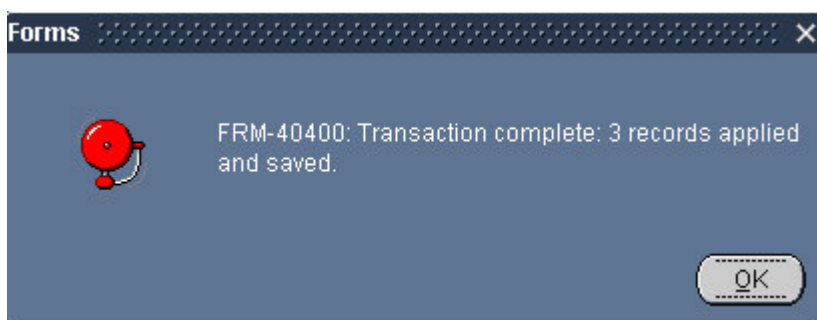 Forms
FRM-40400: Transaction complete: 3 records applied
and saved.
OK